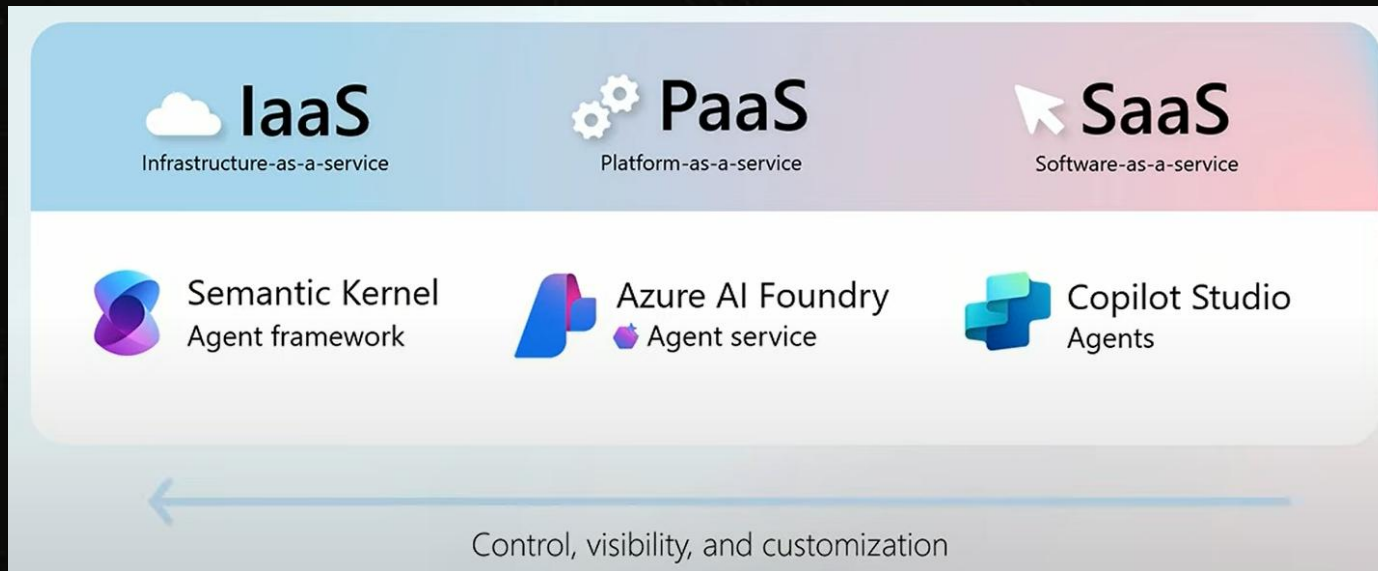 IaaS
Infrastructure-as-a-service
PaaS
Platform-as-a-service
SaaS
Software-as-a-service
Semantic Kernel
Agent framework
Azure AI Foundry
Agent service
Copilot Studio
Agents
Control, visibility, and customization